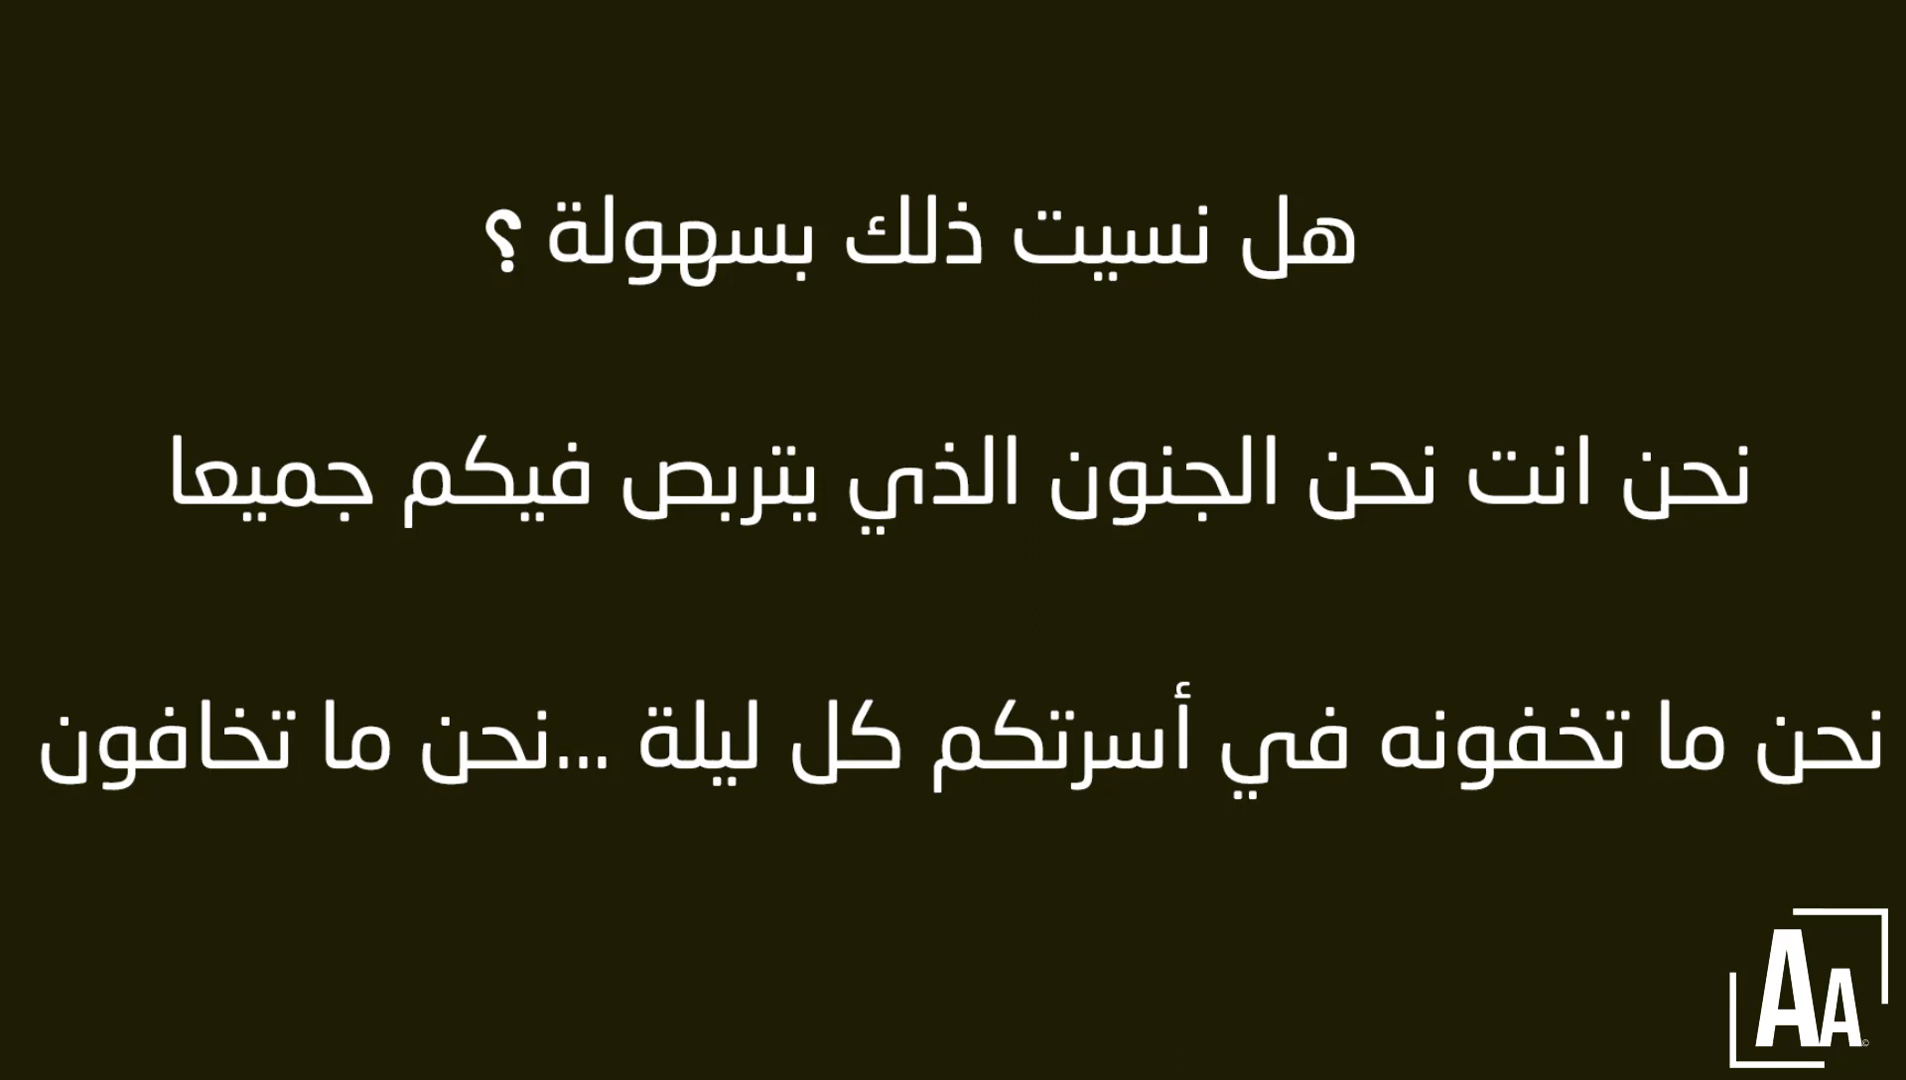 هل نسيت ذلك بسهولة ؟
نحن انت نحن الجنون الذي يتربص فيكم جميعا
نحن ما تخفونه في أسرتكم كل ليلة ...نحن ما تخافون
AA©